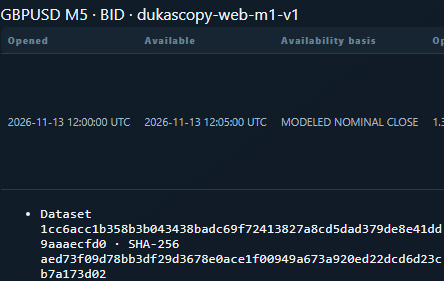 GBPUSD M5 · BID · dukascopy-web-m1-v1
Opened Available Availability basis
2026-11-13 12:00:00 UTC 2026-11-13 12:05:00 UTC MODELED NOMINAL CLOSE
• Dataset
1cc6acc1b358b3b043438badc69f72413827a8cd5dad379de8e41dd
9aaaecfd0 · SHA-256
aed73f09d78bb3df29d3678e0ace1f00949a673a920ed22dcd6d23c
b7a173d02